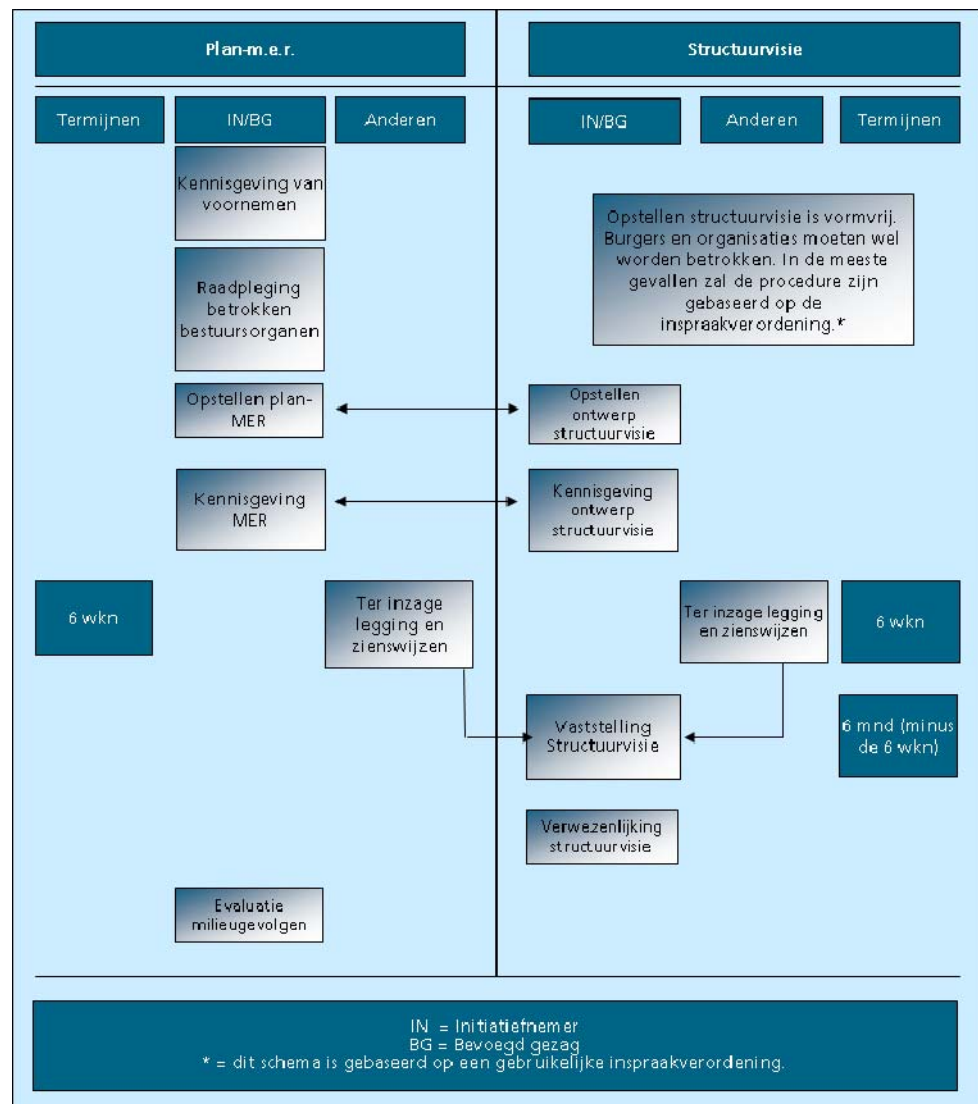 Plan-m.e.r.
Structuurvisie
Termijnen
IN/BG
Anderen
IN/BG
Anderen
Termijnen
Kennisgeving van
voornemen
Opstellen structuurvisie is vormvrij.
Burgers en organisaties moeten wel
worden betrokken. In de meeste
gevallen zal de procedure zijn
gebaseerd op de
inspraakverordening.*
Raadpleging
betrokken
bestuursorganen
Opstellen plan-
MER
Opstellen
ontwerp
structuurvisie
Kennisgeving
MER
Kennisgeving
ontwerp
structuurvisie
6 wkn
Ter inzage
legging en
zienswijzen
Ter inzage legging
en zienswijzen
6 wkn
Vaststelling
Structuurvisie
6 mnd (minus
de 6 wkn)
Verwezenlijking
structuurvisie
Evaluatie
milieugevolgen
IN = Initiatiefnemer
BG = Bevoegd gezag
* = dit schema is gebaseerd op een gebruikelijke inspraakverordening.